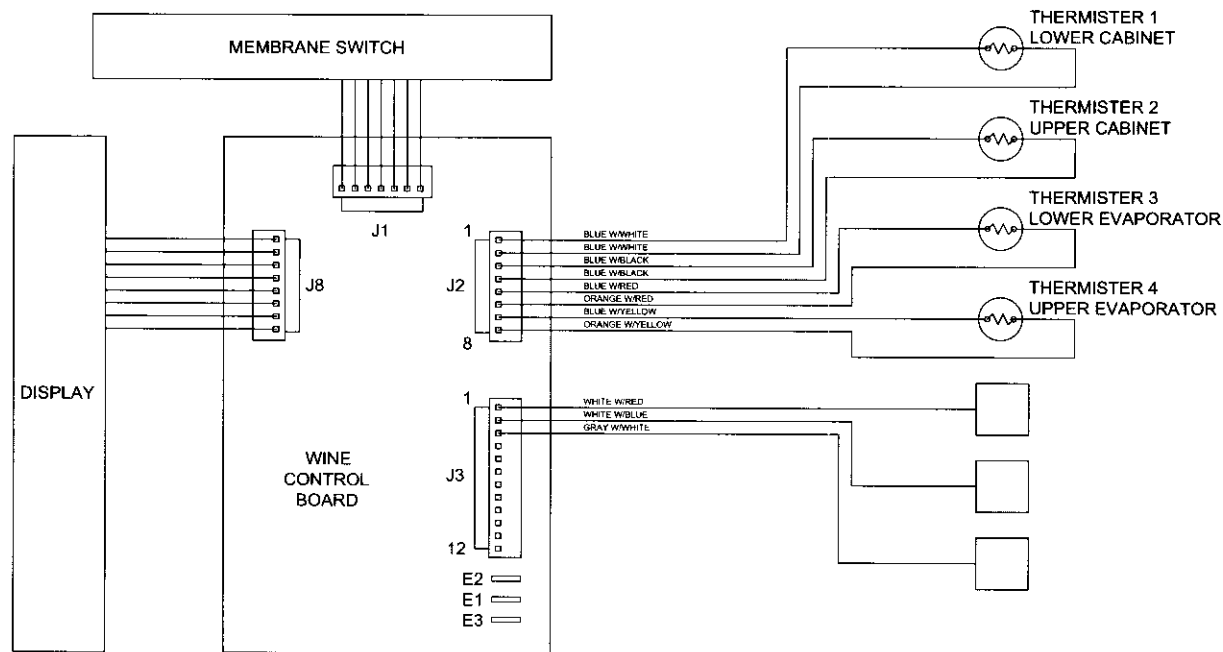 MEMBRANE SWITCH
THERMISTER 1
LOWER CABINET
THERMISTER 2
UPPER CABINET
THERMISTER 3
LOWER EVAPORATOR
THERMISTER 4
UPPER EVAPORATOR
J1
J8
1
J2
8
BLUE W/WHITE
BLUE W/WHITE
BLUE W/BLACK
BLUE W/BLACK
BLUE W/RED
ORANGE W/RED
BLUE W/YELLOW
ORANGE W/YELLOW
DISPLAY
WINE
CONTROL
BOARD
1
J3
12
WHITE W/RED
WHITE W/BLUE
GRAY W/WHITE
E2
E1
E3